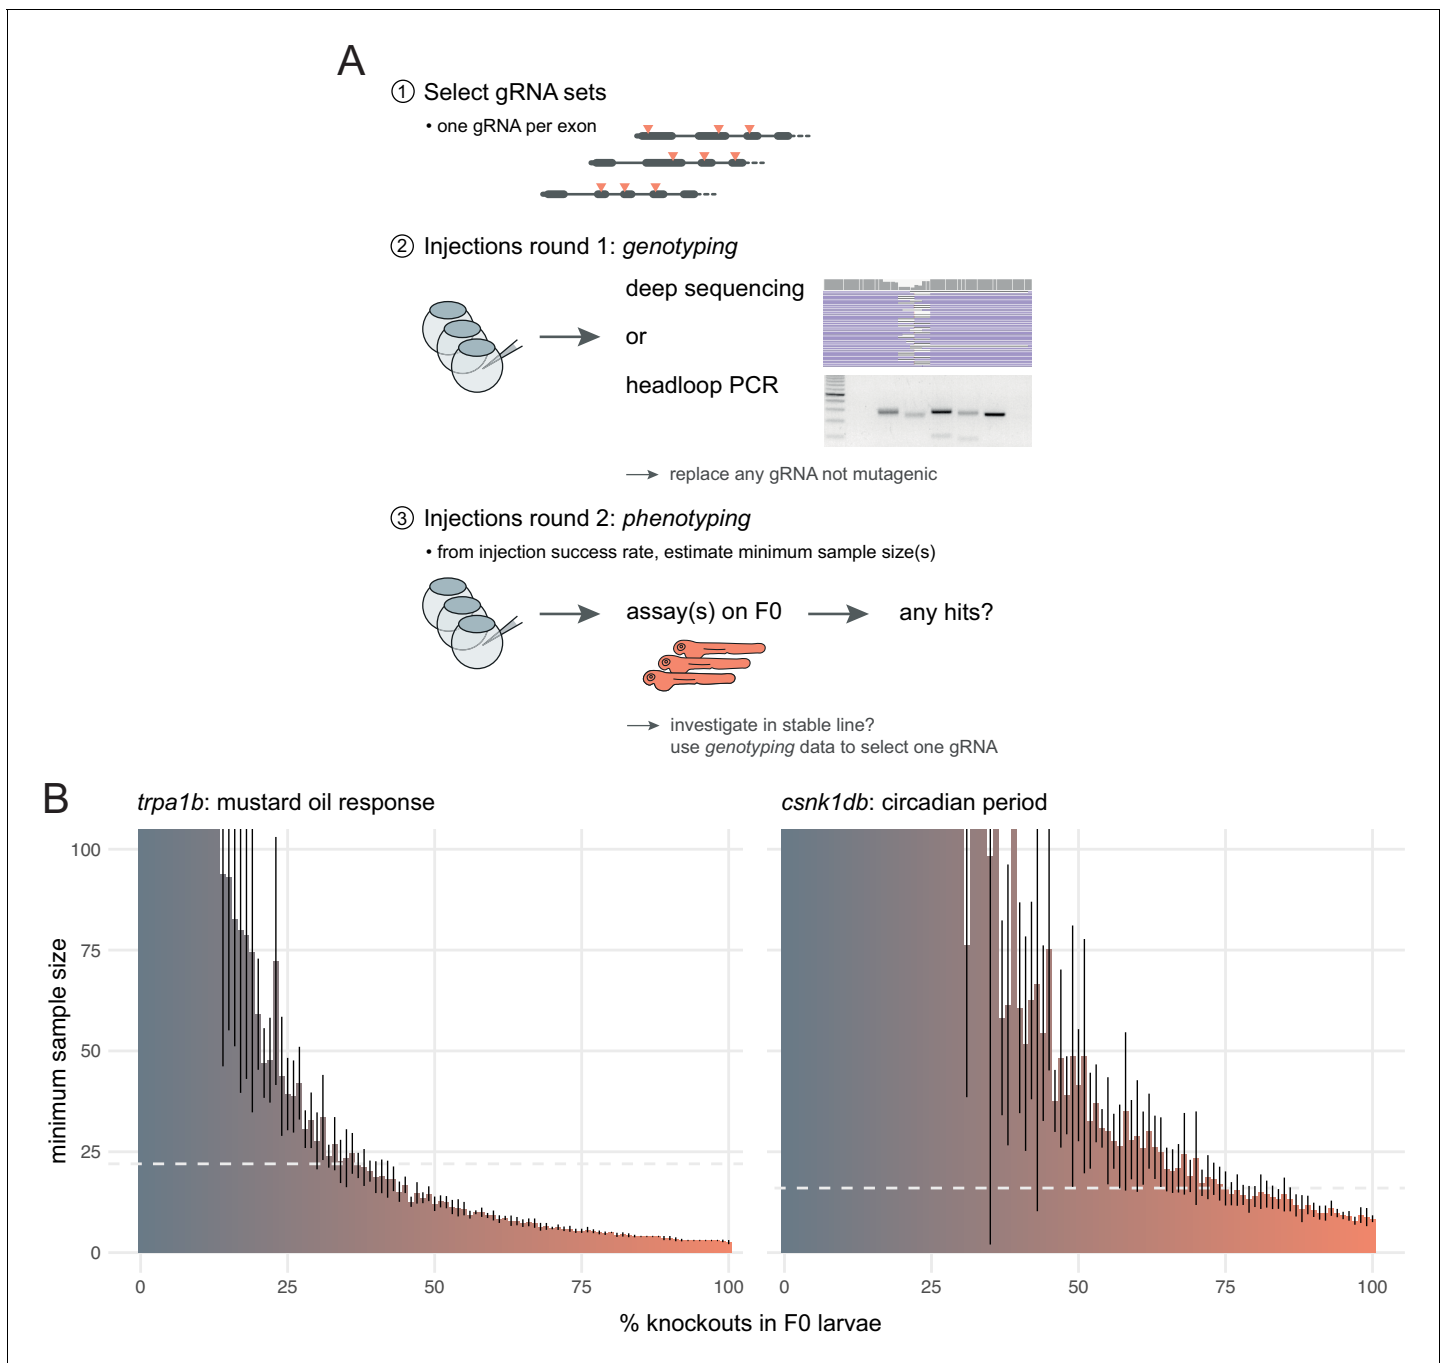 A
① Select gRNA sets
• one gRNA per exon
② Injections round 1: genotyping
deep sequencing
or
headloop PCR
replace any gRNA not mutagenic
③ Injections round 2: phenotyping
• from injection success rate, estimate minimum sample size(s)
assay(s) on F0
any hits?
investigate in stable line?
use genotyping data to select one gRNA
B
trpa1b: mustard oil response
csnk1db: circadian period
minimum sample size
100
75
50
25
0
0 25 50 75 100
0 25 50 75 100
% knockouts in F0 larvae